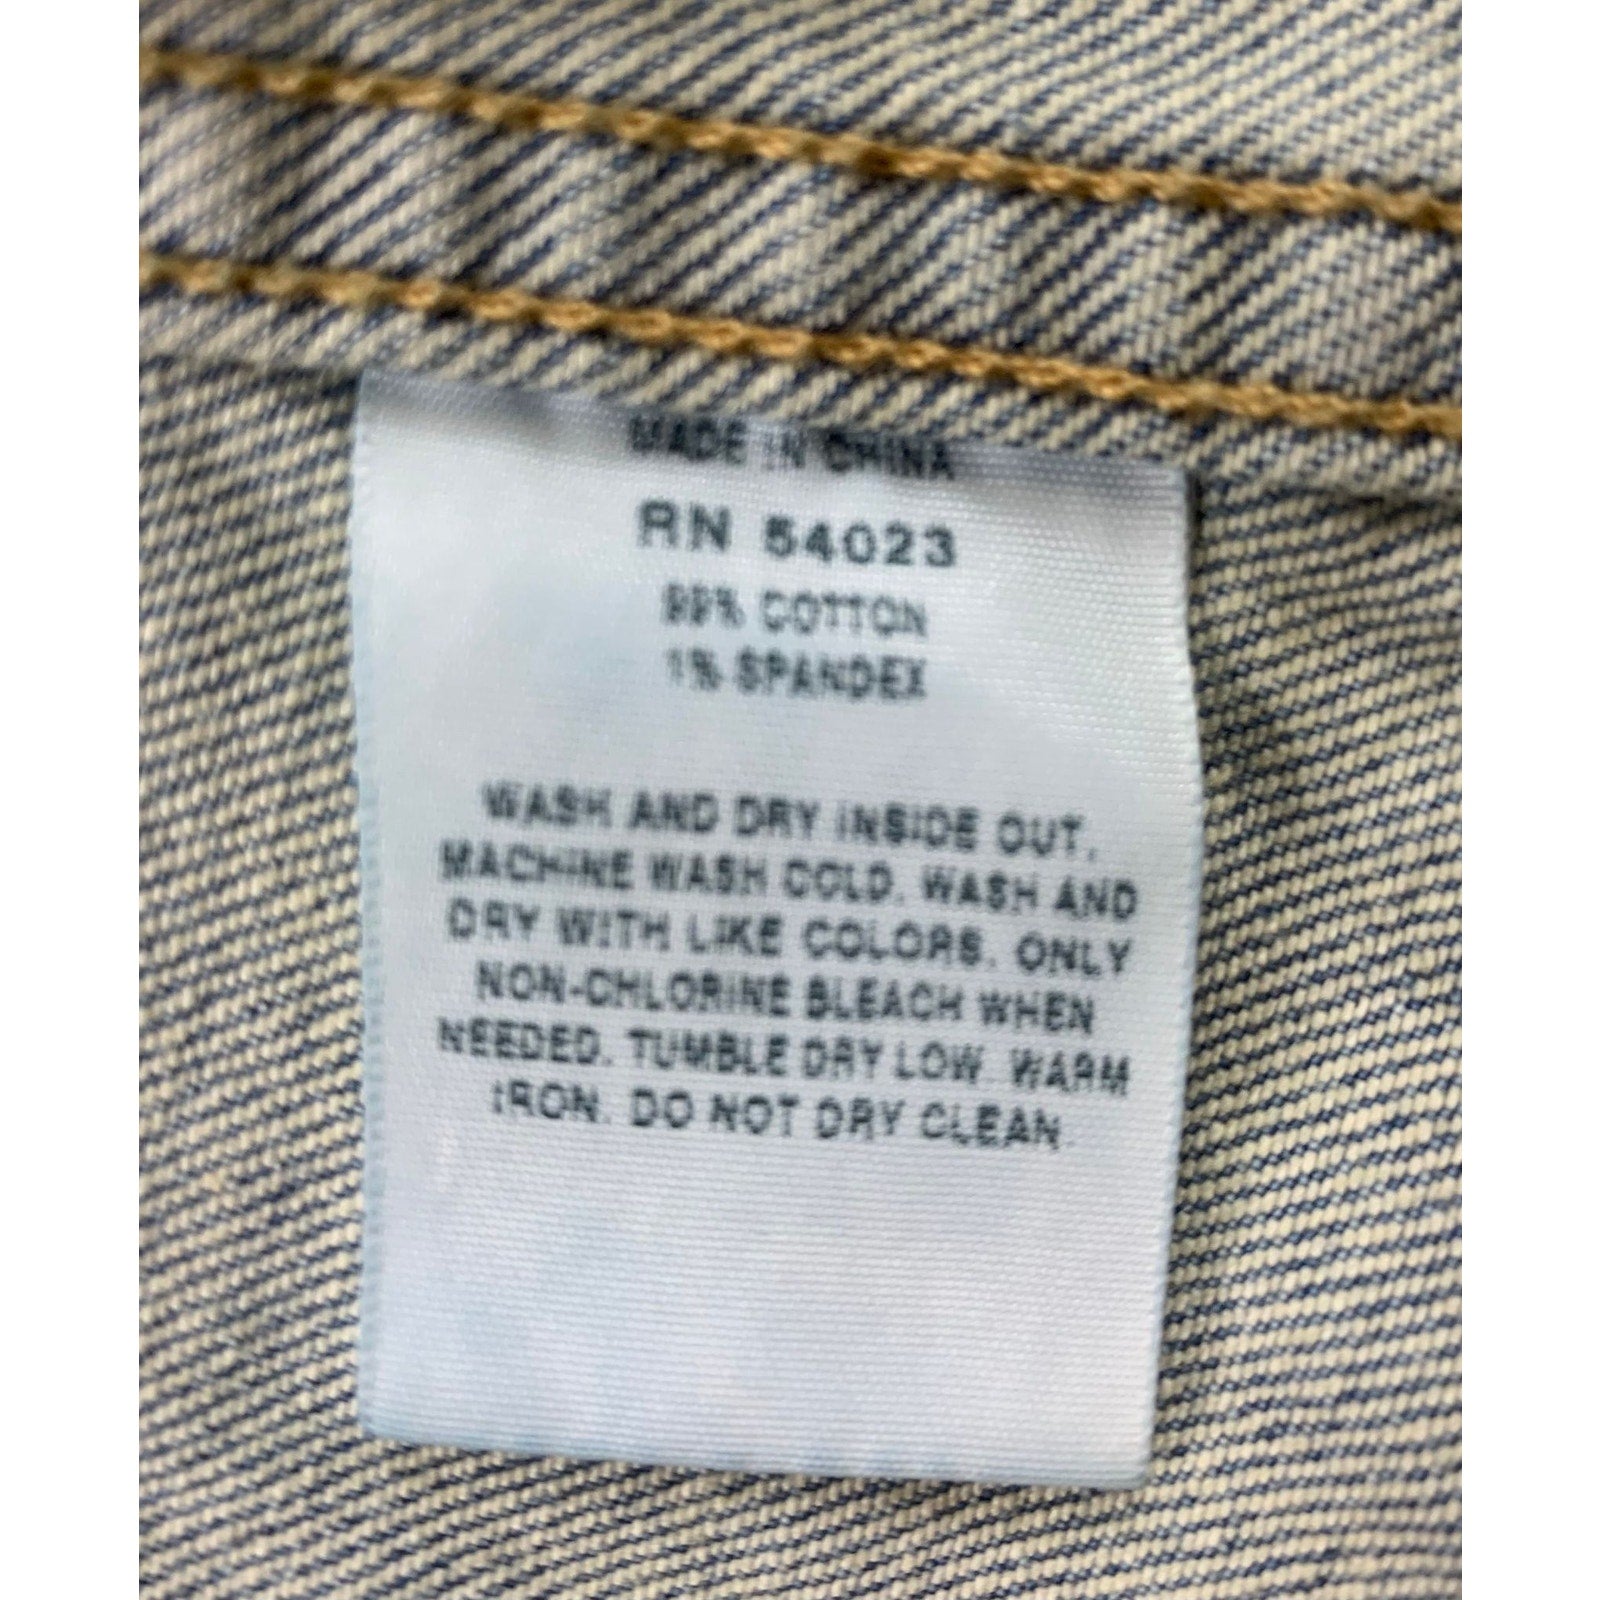 MADE IN CHINA
RN 54023
99% COTTON
1% SPANDEX
WASH AND DRY INSIDE OUT.
MACHINE WASH COLD. WASH AND
DRY WITH LIKE COLORS. ONLY
NON-CHLORINE BLEACH WHEN
NEEDED. TUMBLE DRY LOW. WARM
IRON. DO NOT DRY CLEAN.